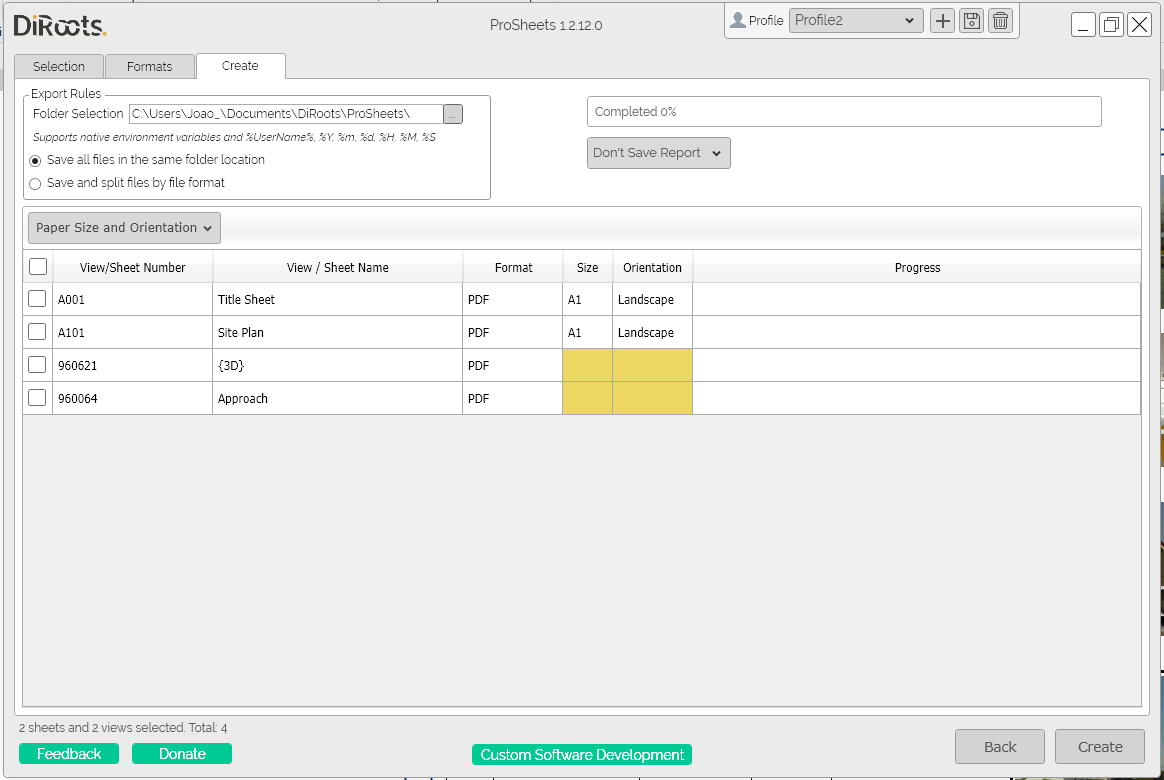 DiRoots.
ProSheets 1.2.12.0
Profile
Profile2
Selection
Formats
Create
Export Rules
Folder Selection
C:\Users\Joao_\Documents\DiRoots\ProSheets\
...
Supports native environment variables and %UserName%, %Y, %m, %d, %H, %M, %S
Save all files in the same folder location
Save and split files by file format
Completed 0%
Don't Save Report
Paper Size and Orientation
View/Sheet Number View / Sheet Name Format Size Orientation Progress
A001 Title Sheet PDF A1 Landscape
A101 Site Plan PDF A1 Landscape
960621 {3D} PDF
960064 Approach PDF
2 sheets and 2 views selected. Total: 4
Feedback
Donate
Custom Software Development
Back
Create